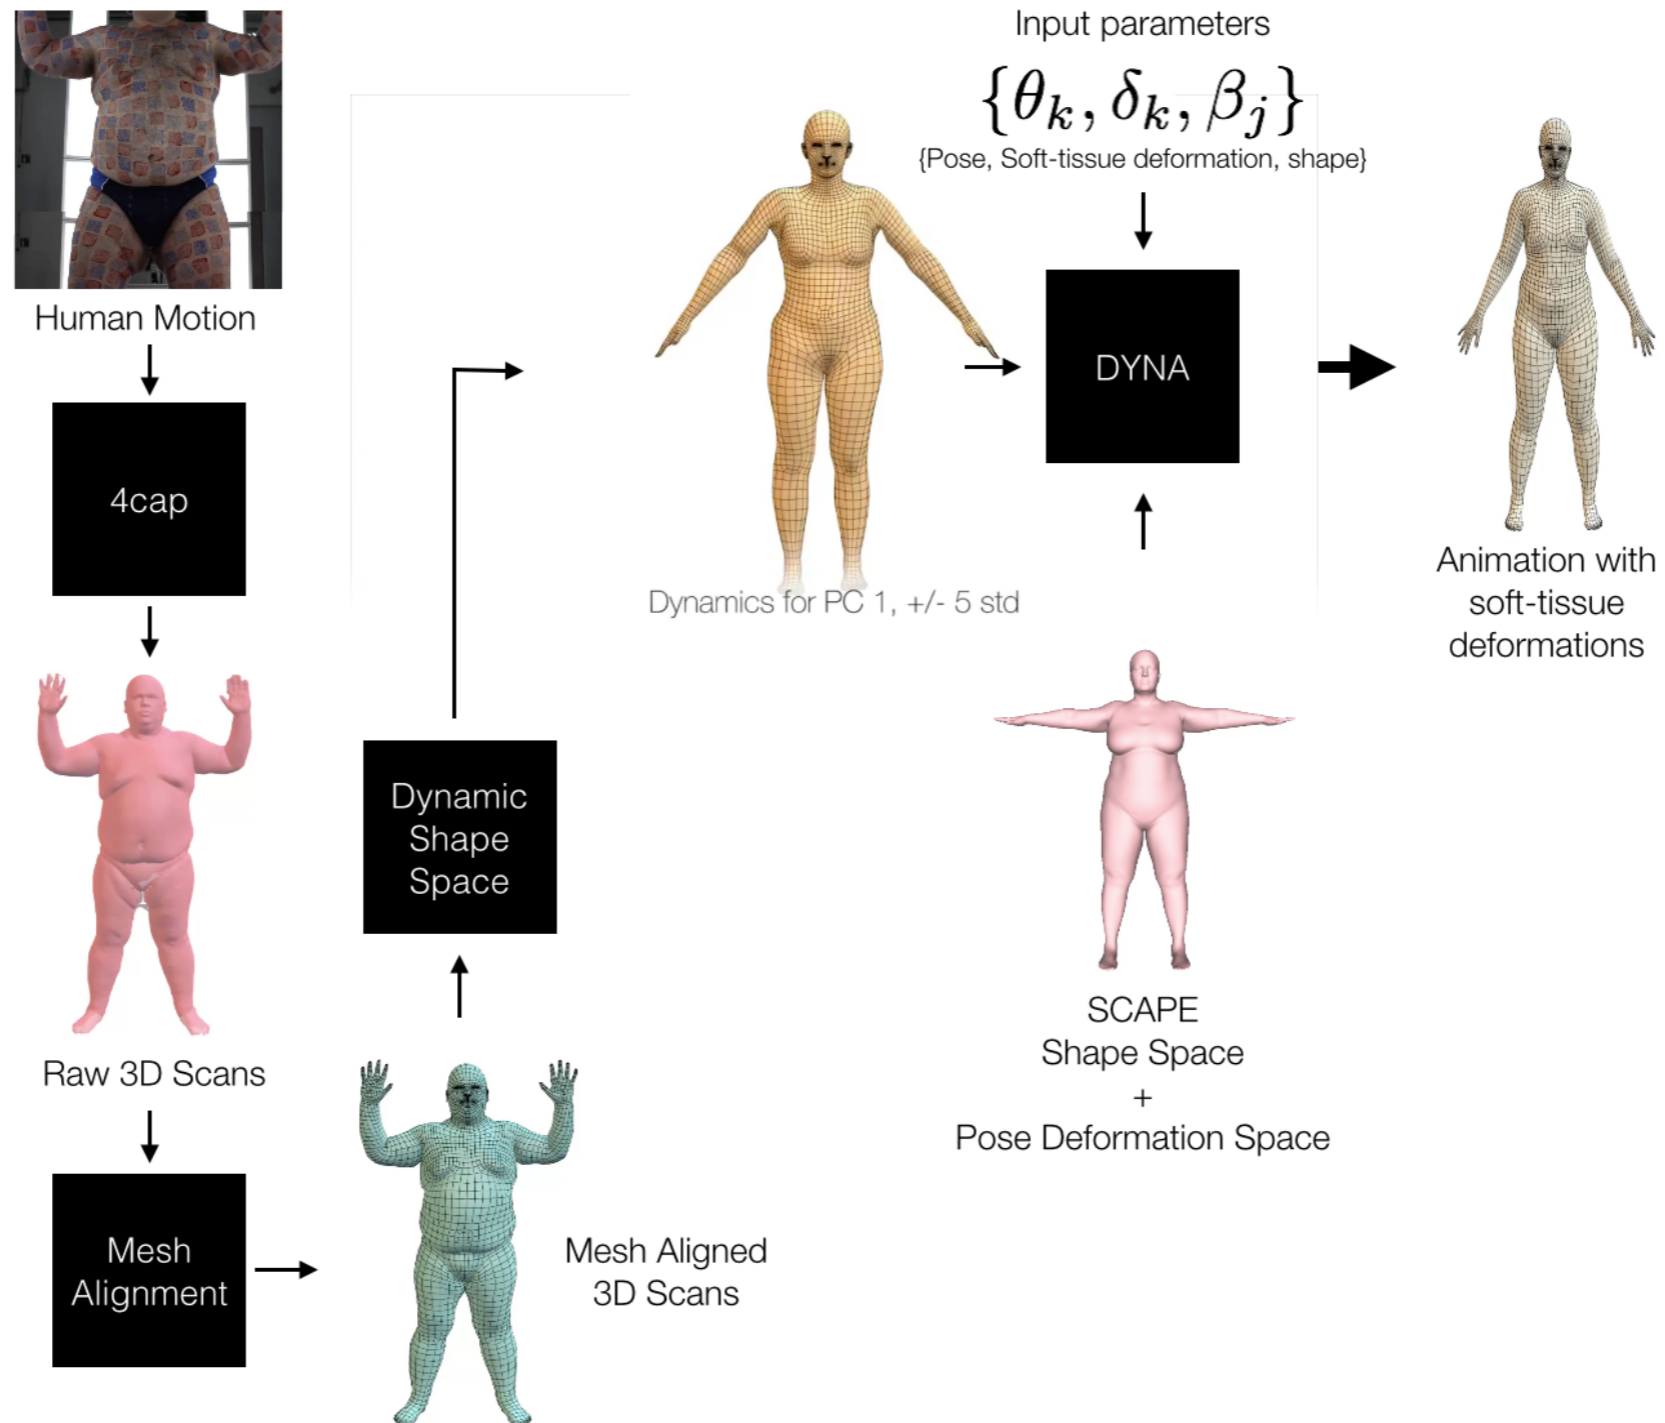 Input parameters
{θₖ, δₖ, βⱼ}
{Pose, Soft-tissue deformation, shape}
Human Motion
4cap
Raw 3D Scans
Mesh
Alignment
Mesh Aligned
3D Scans
Dynamic
Shape
Space
Dynamics for PC 1, +/- 5 std
DYNA
SCAPE
Shape Space
+
Pose Deformation Space
Animation with
soft-tissue
deformations